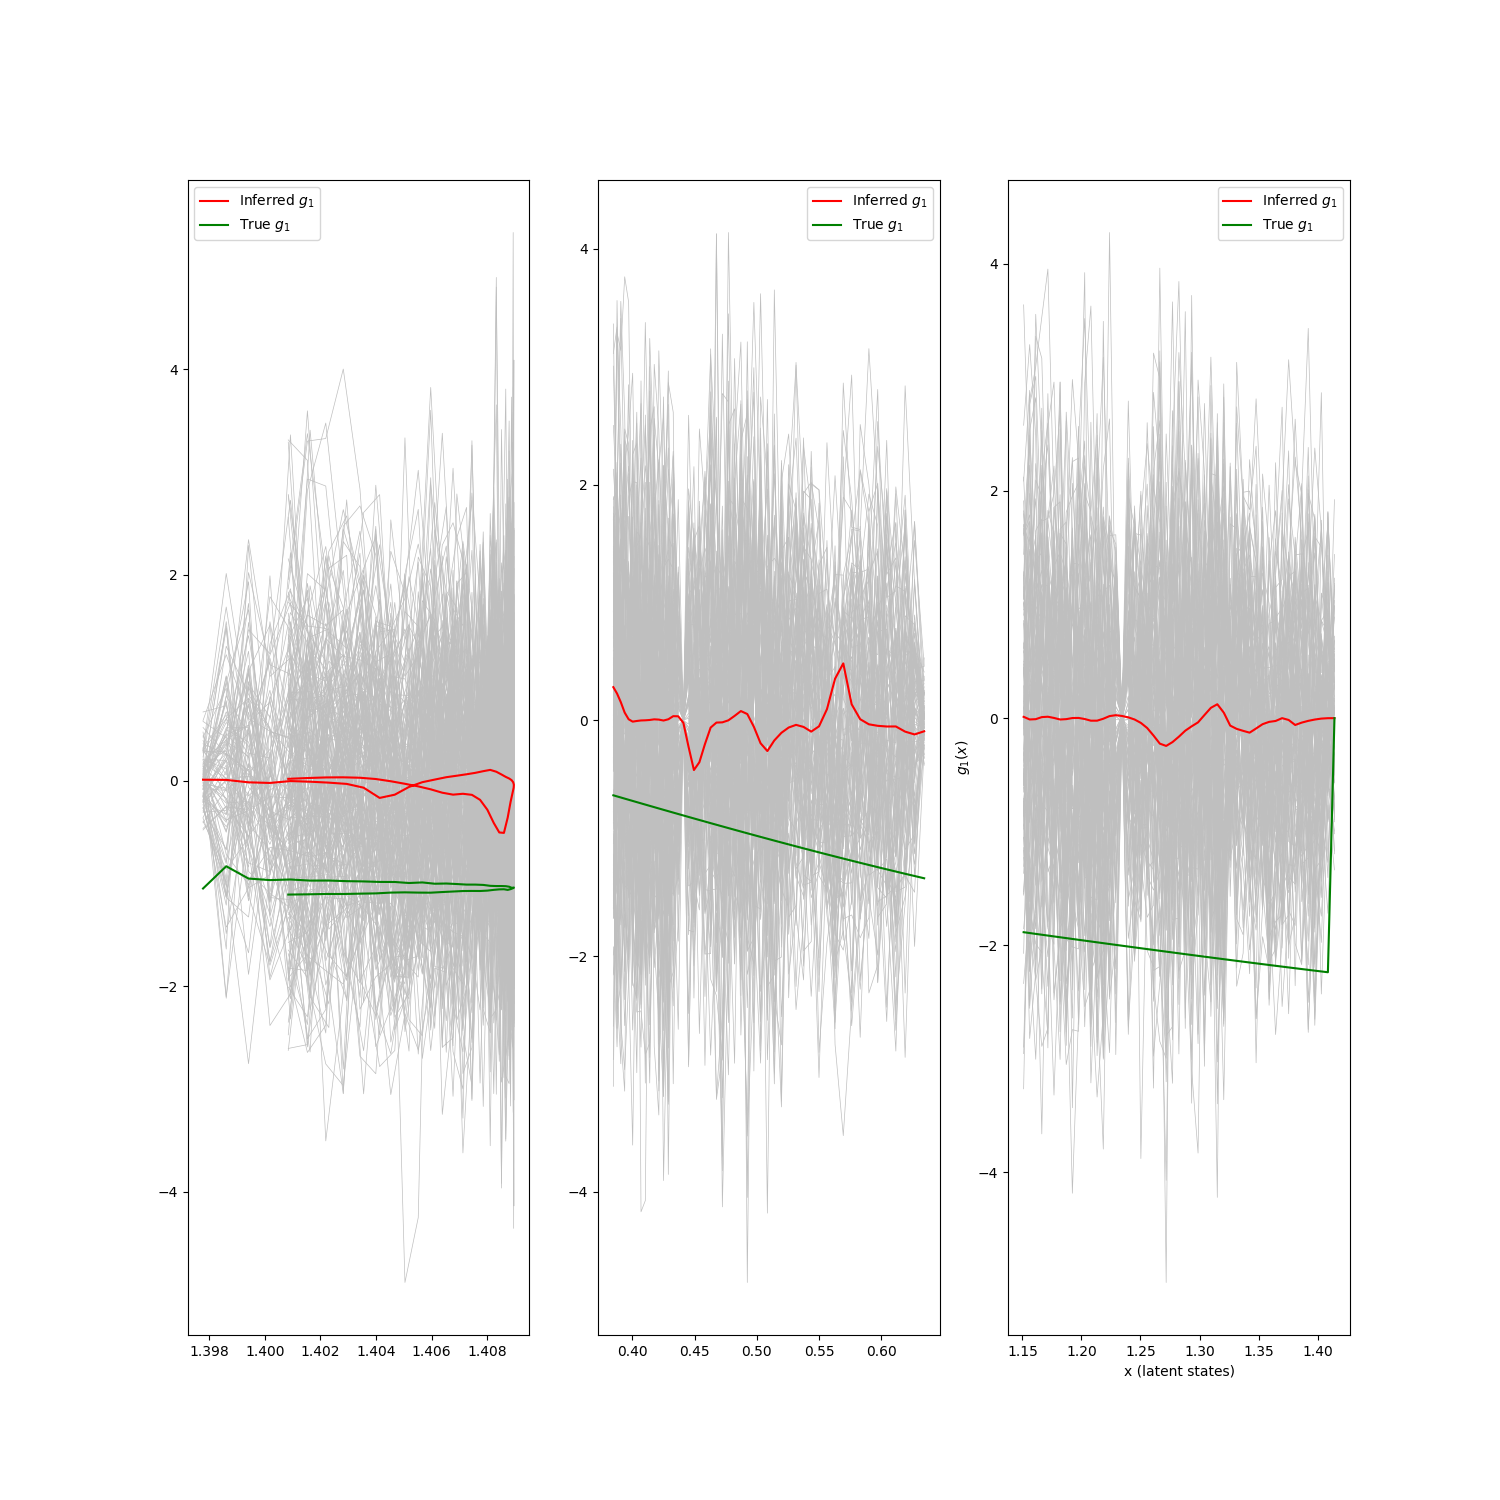 Inferred g₁
True g₁
4
2
0
−2
−4
1.398 1.400 1.402 1.404 1.406 1.408
Inferred g₁
True g₁
4
2
0
−2
−4
0.40 0.45 0.50 0.55 0.60
Inferred g₁
True g₁
g₁(x)
4
2
0
−2
−4
1.15 1.20 1.25 1.30 1.35 1.40
x (latent states)